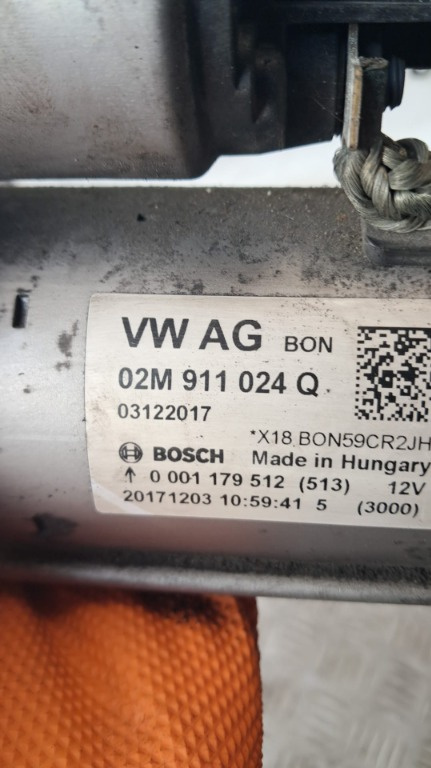 VW AG BON
02M 911 024 Q
03122017
*X18 BON59CR2JH
BOSCH Made in Hungary
↑ 0 001 179 512 (513) 12V
20171203 10:59:41 5 (3000)